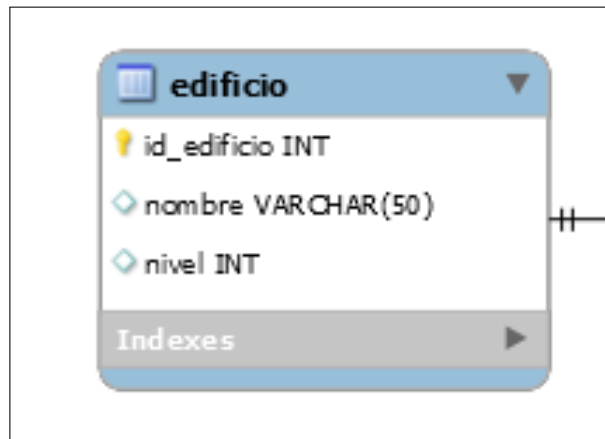 edificio
id_edificio INT
nombre VARCHAR(50)
nivel INT
Indexes